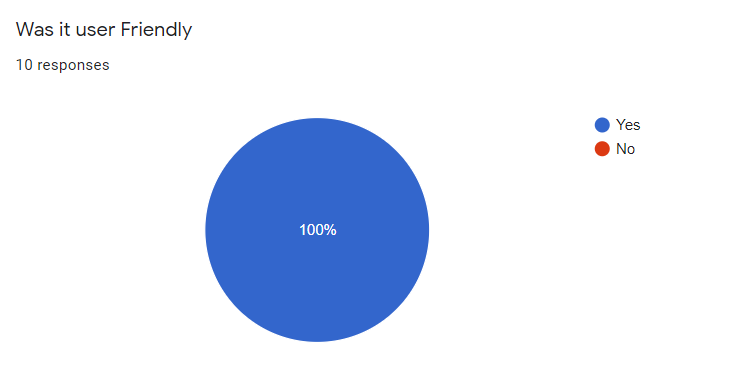 Was it user Friendly
10 responses
Yes
No
100%